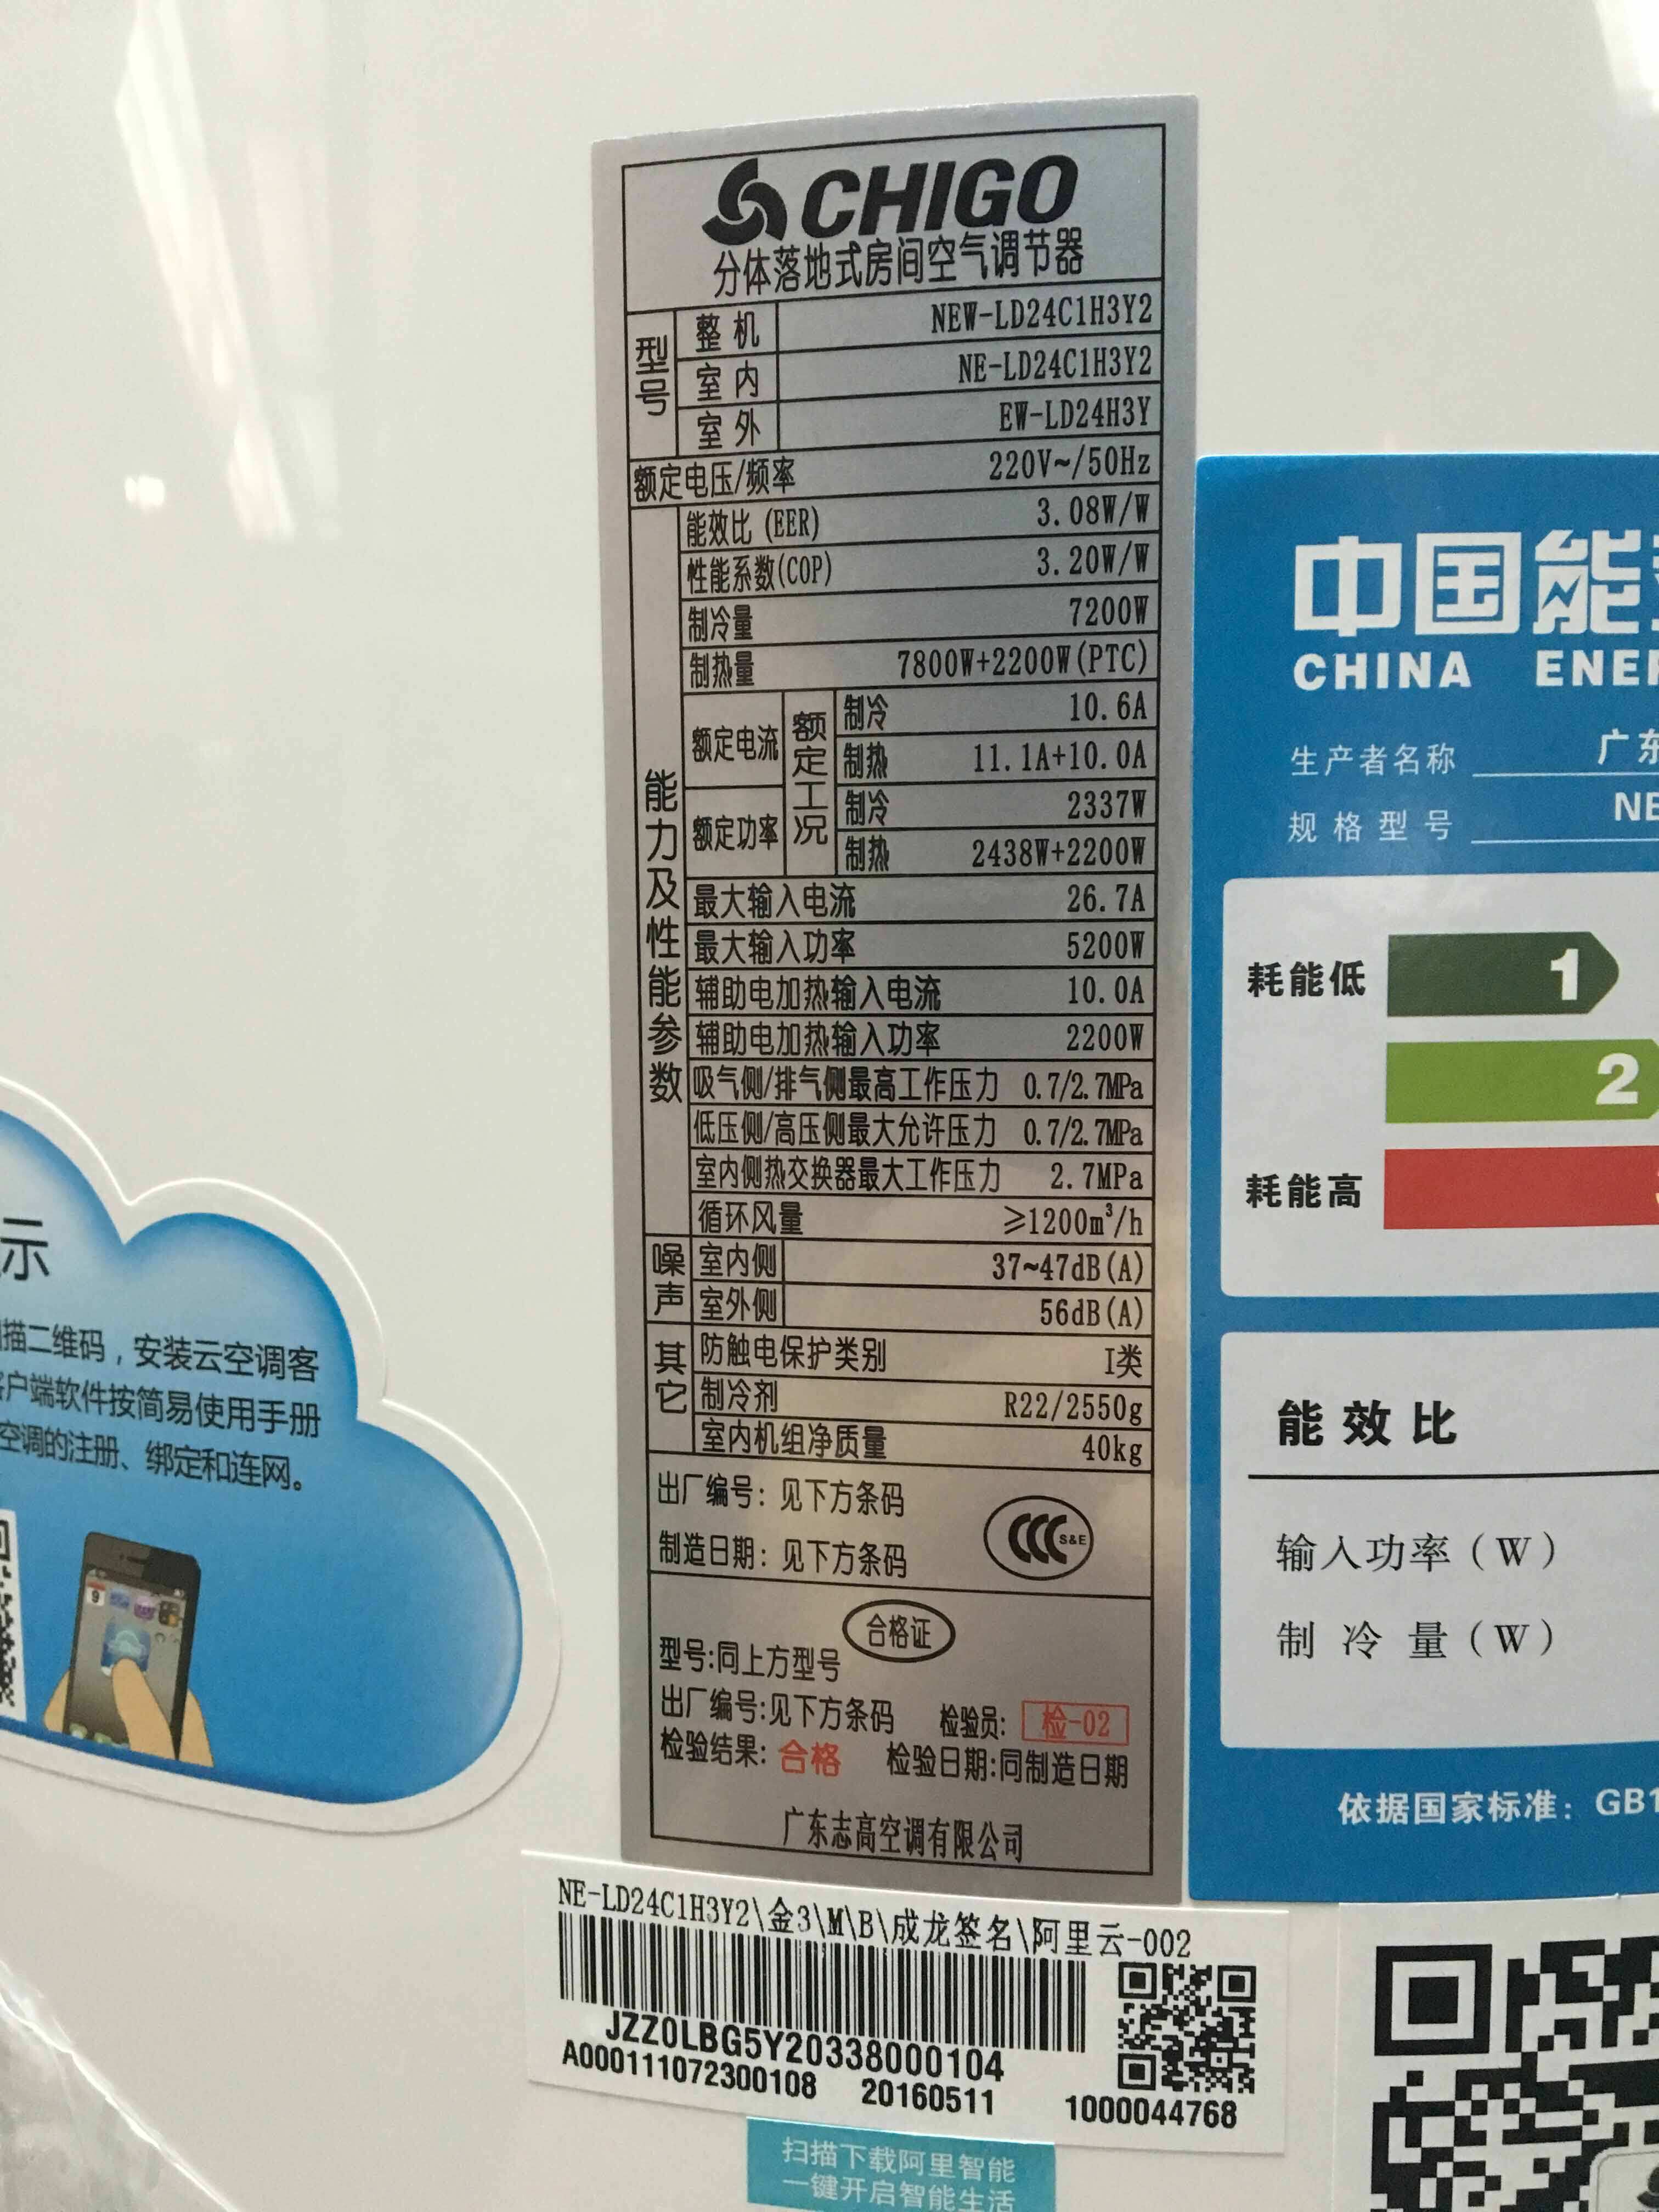 CHIGO
分体落地式房间空气调节器
型号 整机 NEW-LD24C1H3Y2
室内 NE-LD24C1H3Y2
室外 EW-LD24H3Y
额定电压/频率 220V~/50Hz
能力及性能参数
能效比(EER) 3.08W/W
性能系数(COP) 3.20W/W
制冷量 7200W
制热量 7800W+2200W(PTC)
额定电流 额定工况 制冷 10.6A
制热 11.1A+10.0A
额定功率 制冷 2337W
制热 2438W+2200W
最大输入电流 26.7A
最大输入功率 5200W
辅助电加热输入电流 10.0A
辅助电加热输入功率 2200W
吸气侧/排气侧最高工作压力 0.7/2.7MPa
低压侧/高压侧最大允许压力 0.7/2.7MPa
室内侧热交换器最大工作压力 2.7MPa
循环风量 ≥1200m³/h
噪声 室内侧 37~47dB(A)
室外侧 56dB(A)
其它 防触电保护类别 I类
制冷剂 R22/2550g
室内机组净质量 40kg
出厂编号：见下方条码
制造日期：见下方条码
CCC S&E
合格证
型号:同上方型号
出厂编号:见下方条码 检验员: 检-02
检验结果: 合格 检验日期:同制造日期
广东志高空调有限公司
NE-LD24C1H3Y2\金3\M\B\成龙签名\阿里云-002
JZZ0LBG5Y20338000104
A000111072300108 20160511 1000044768
扫描下载阿里智能
一键开启智能生活
中国能
CHINA ENER
生产者名称 广东
规格型号 NE
耗能低 1
2
耗能高
能效比
输入功率（W）
制冷量（W）
依据国家标准：GB1
示
描二维码，安装云空调客
户端软件按简易使用手册
空调的注册、绑定和连网。
9